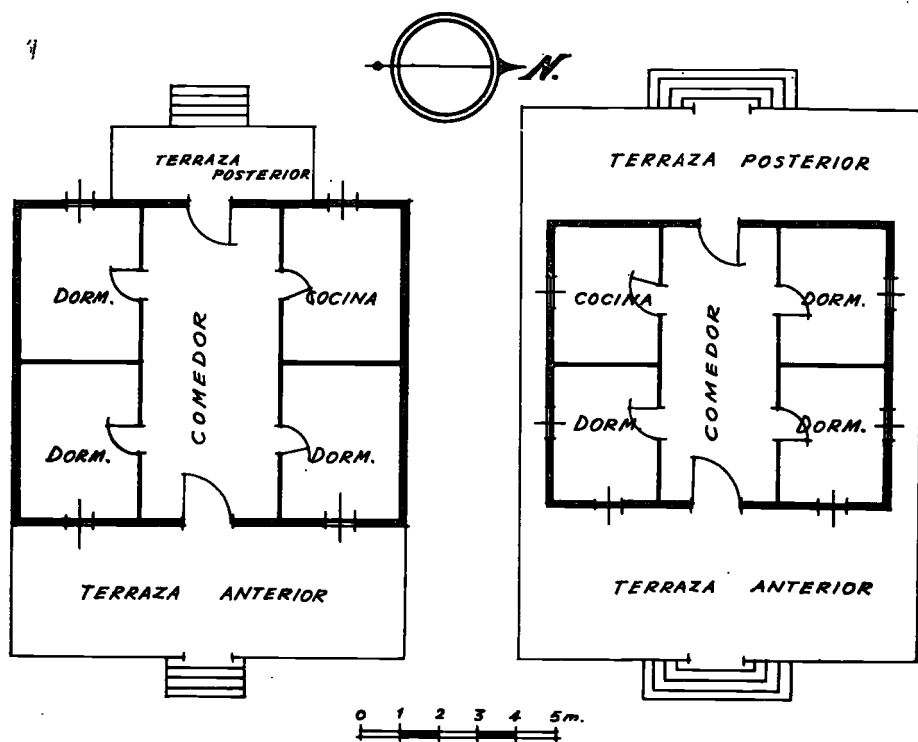 N.
TERRAZA
POSTERIOR
DORM.
COCINA
COMEDOR
DORM.
DORM.
TERRAZA ANTERIOR
TERRAZA POSTERIOR
COCINA
DORM.
COMEDOR
DORM
DORM.
TERRAZA ANTERIOR
0 1 2 3 4 5 m.